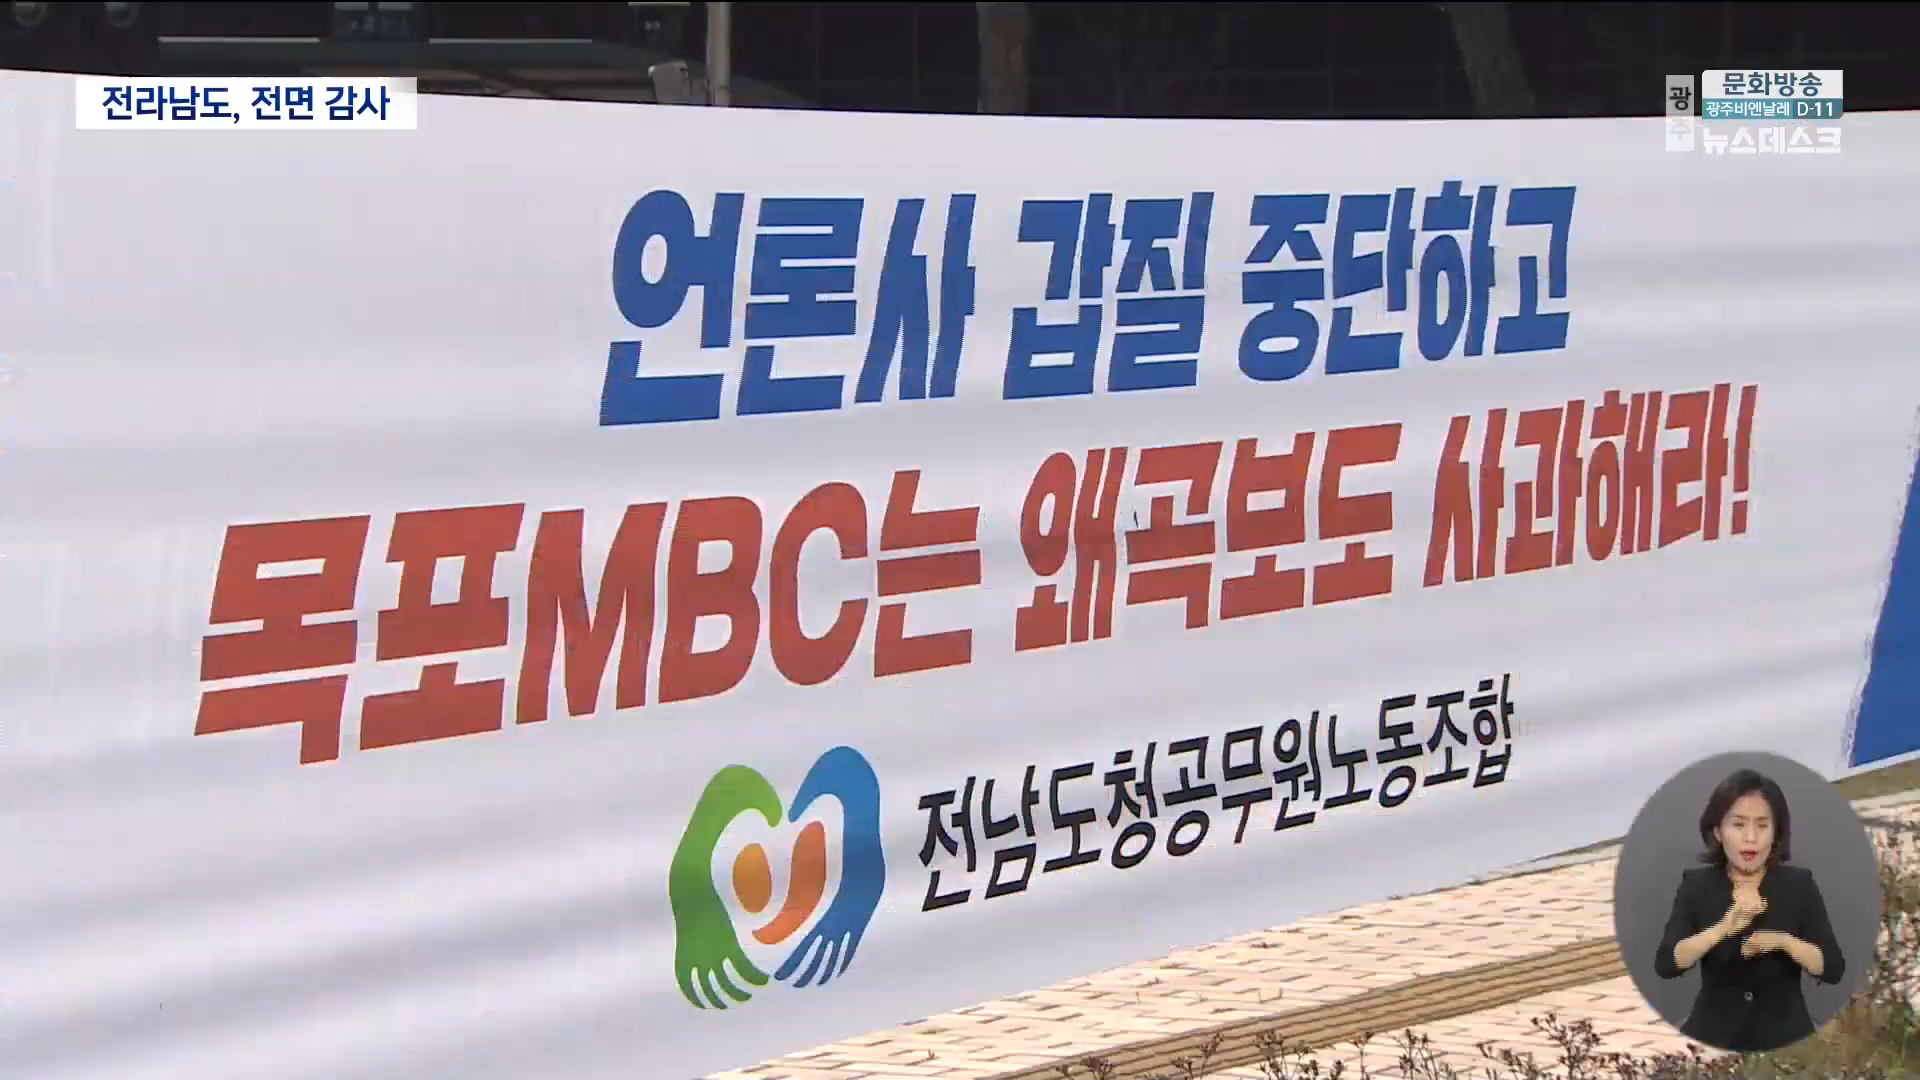 전라남도, 전면 감사
광주
문화방송
광주비엔날레 D-11
뉴스데스크
언론사 갑질 중단하고
목포MBC는 왜곡보도 사과해라!
전남도청공무원노동조합